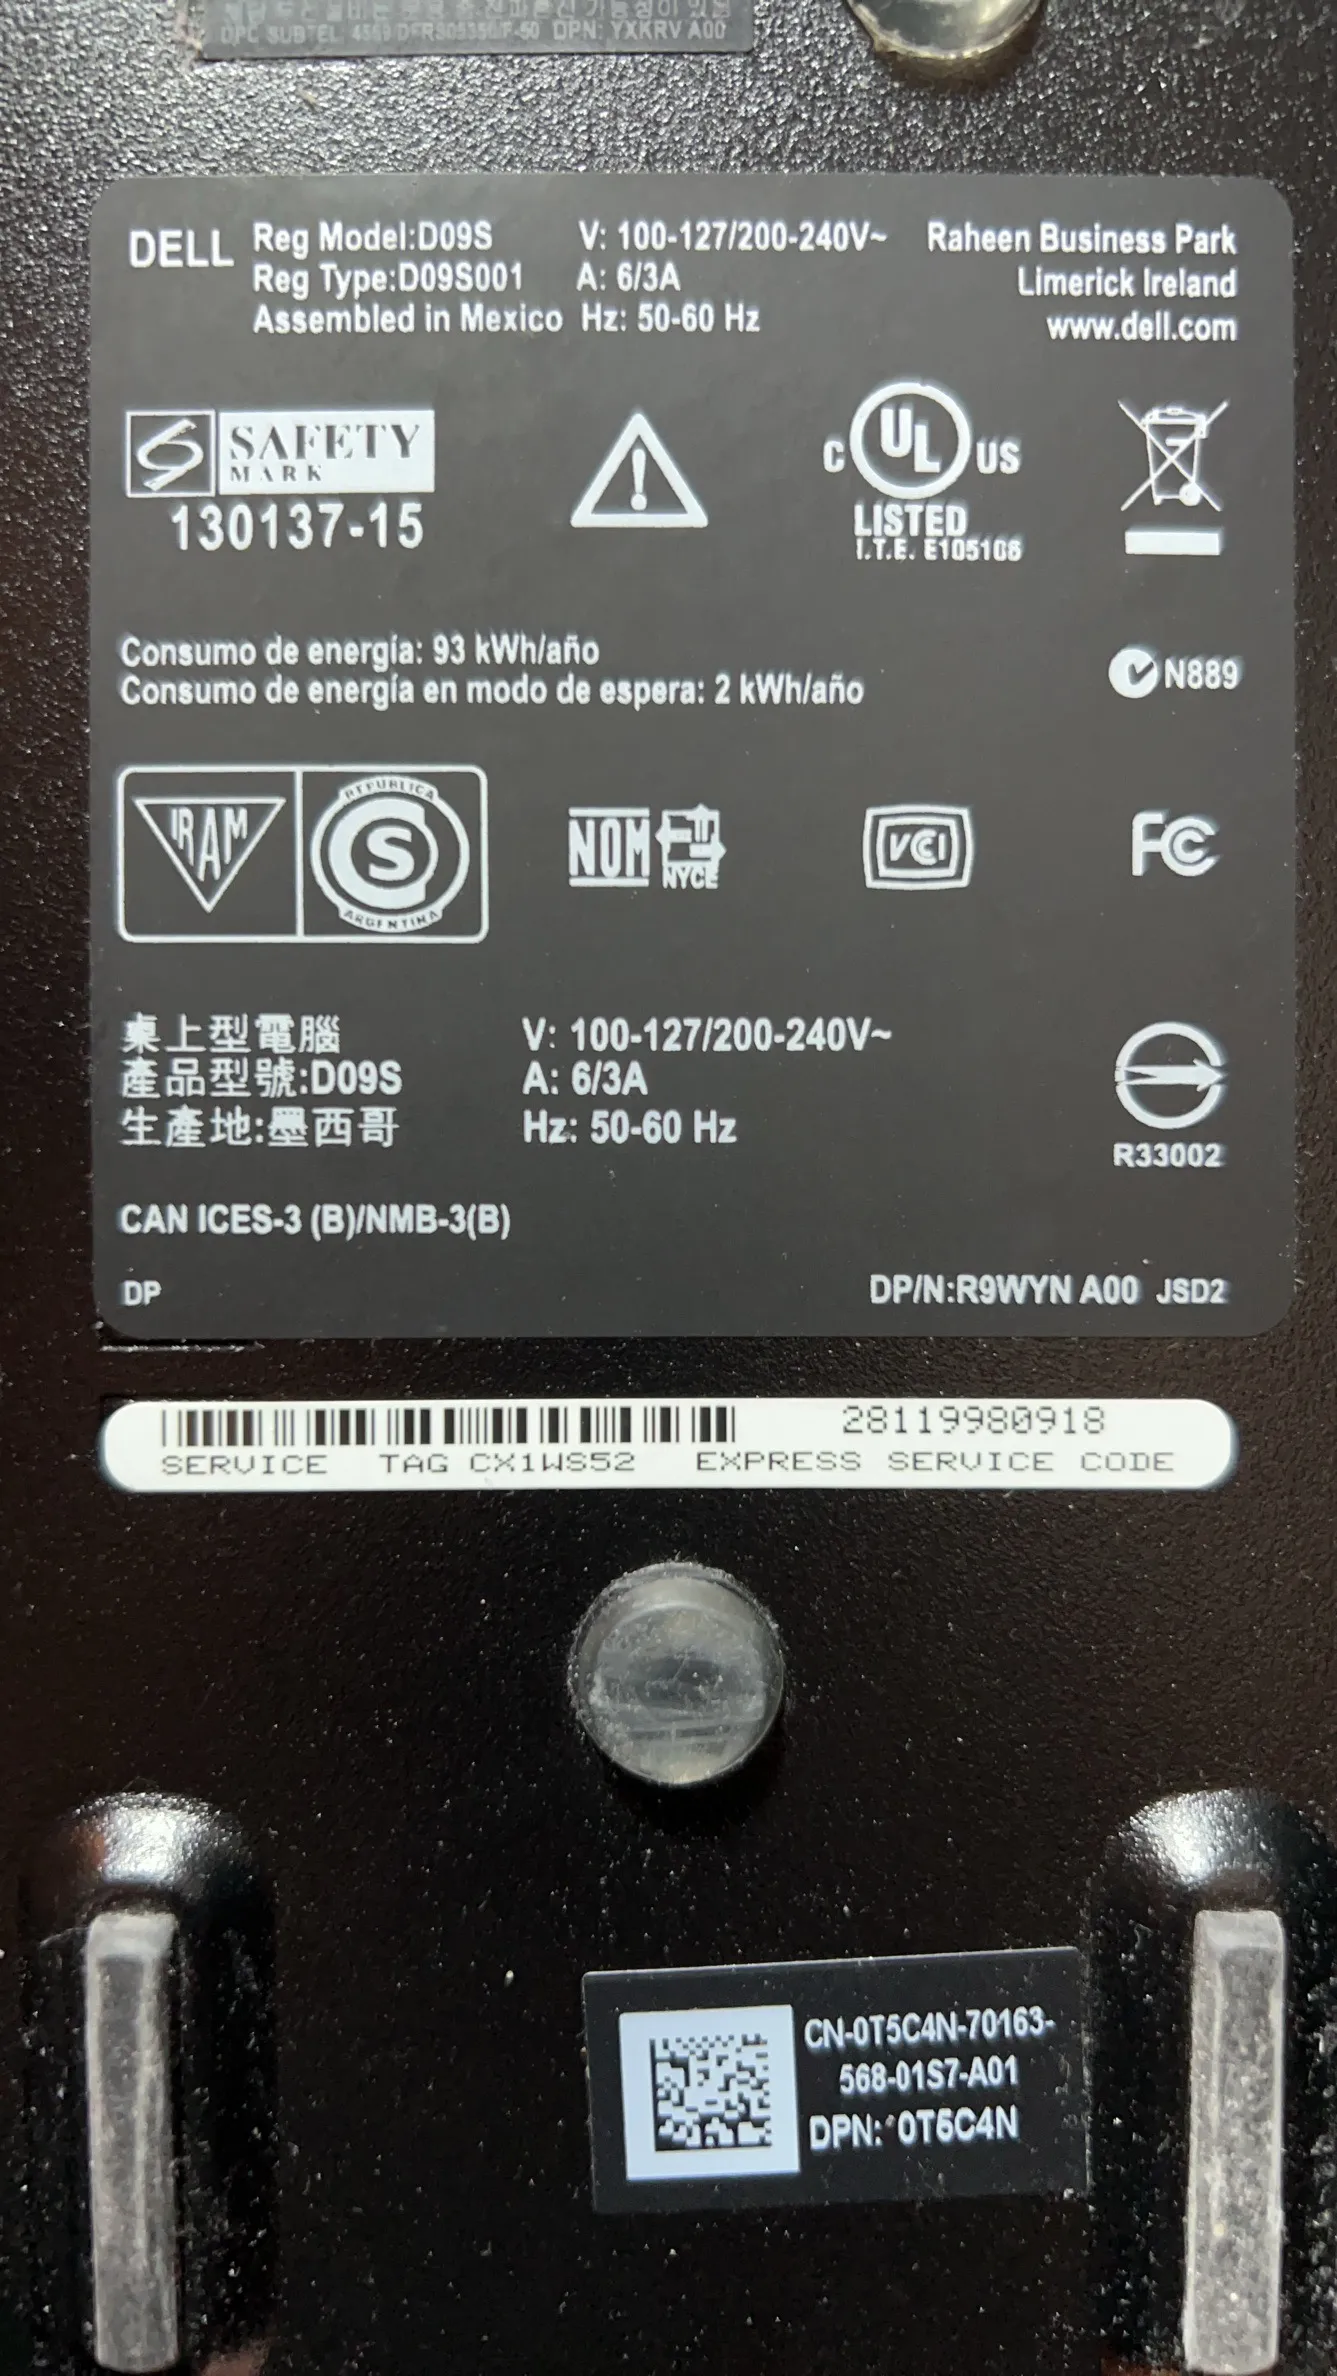 DPC SUBTEL
DPN: YXKRV A00
DELL
Reg Model:D09S
Reg Type:D09S001
Assembled in Mexico
V: 100-127/200-240V~
A: 6/3A
Hz: 50-60 Hz
Raheen Business Park
Limerick Ireland
www.dell.com
SAFETY
MARK
130137-15
C UL US
LISTED
I.T.E. E105106
Consumo de energía: 93 kWh/año
Consumo de energía en modo de espera: 2 kWh/año
N889
IRAM
REPUBLICA
S
ARGENTINA
NOM
NYCE
VCI
FC
桌上型電腦
產品型號:D09S
生產地:墨西哥
V: 100-127/200-240V~
A: 6/3A
Hz: 50-60 Hz
R33002
CAN ICES-3 (B)/NMB-3(B)
DP
DP/N:R9WYN A00 JSD2
28119980918
SERVICE TAG CX1WS52 EXPRESS SERVICE CODE
CN-0T5C4N-70163-
568-01S7-A01
DPN: 0T5C4N